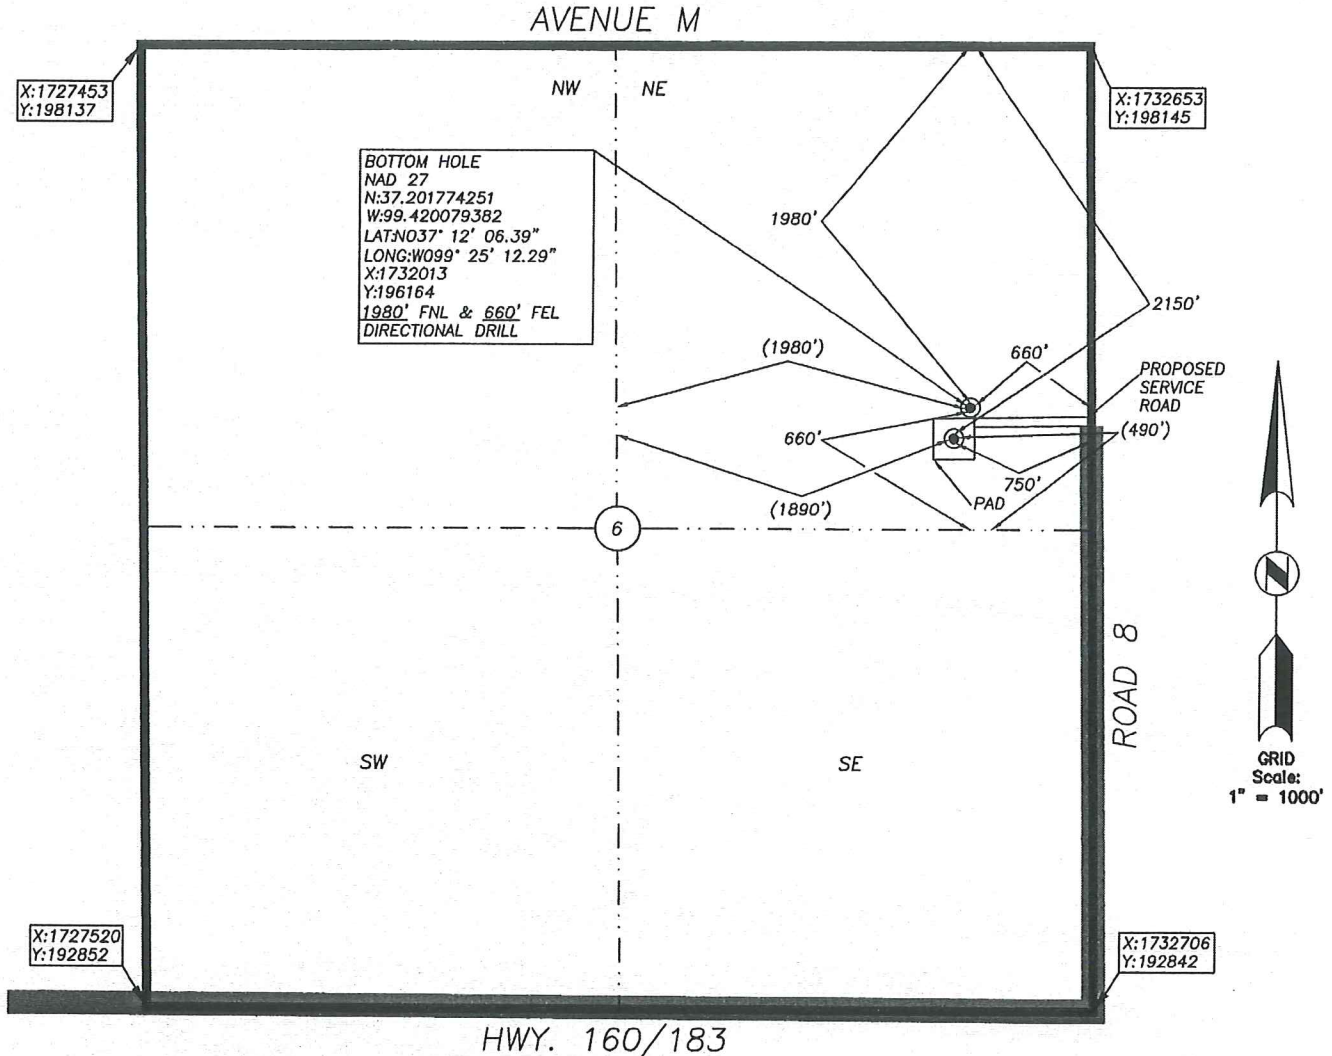 AVENUE M
X:1727453
Y:198137
NW
NE
X:1732653
Y:198145
BOTTOM HOLE
NAD 27
N:37.201774251
W:99.420079382
LAT:N037° 12' 06.39"
LONG:W099° 25' 12.29"
X:1732013
Y:196164
1980' FNL & 660' FEL
DIRECTIONAL DRILL
1980'
2150'
(1980')
660'
PROPOSED
SERVICE
ROAD
660'
(490')
750'
(1890')
PAD
6
ROAD 8
SW
SE
GRID
Scale:
1" = 1000'
X:1727520
Y:192852
X:1732706
Y:192842
HWY. 160/183